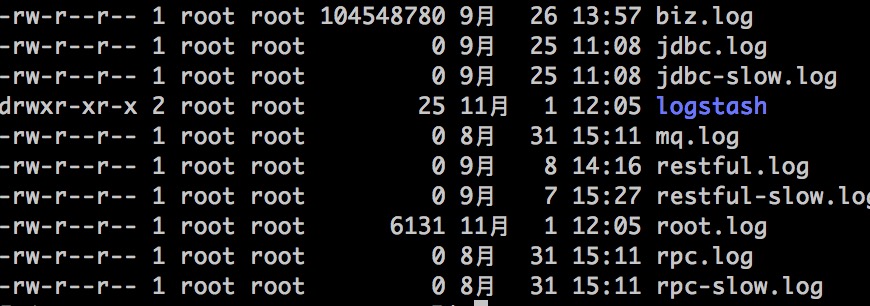 -rw-r--r-- 1 root root 104548780 9月 26 13:57 biz.log
-rw-r--r-- 1 root root 0 9月 25 11:08 jdbc.log
-rw-r--r-- 1 root root 0 9月 25 11:08 jdbc-slow.log
drwxr-xr-x 2 root root 25 11月 1 12:05 logstash
-rw-r--r-- 1 root root 0 8月 31 15:11 mq.log
-rw-r--r-- 1 root root 0 9月 8 14:16 restful.log
-rw-r--r-- 1 root root 0 9月 7 15:27 restful-slow.log
-rw-r--r-- 1 root root 6131 11月 1 12:05 root.log
-rw-r--r-- 1 root root 0 8月 31 15:11 rpc.log
-rw-r--r-- 1 root root 0 8月 31 15:11 rpc-slow.log